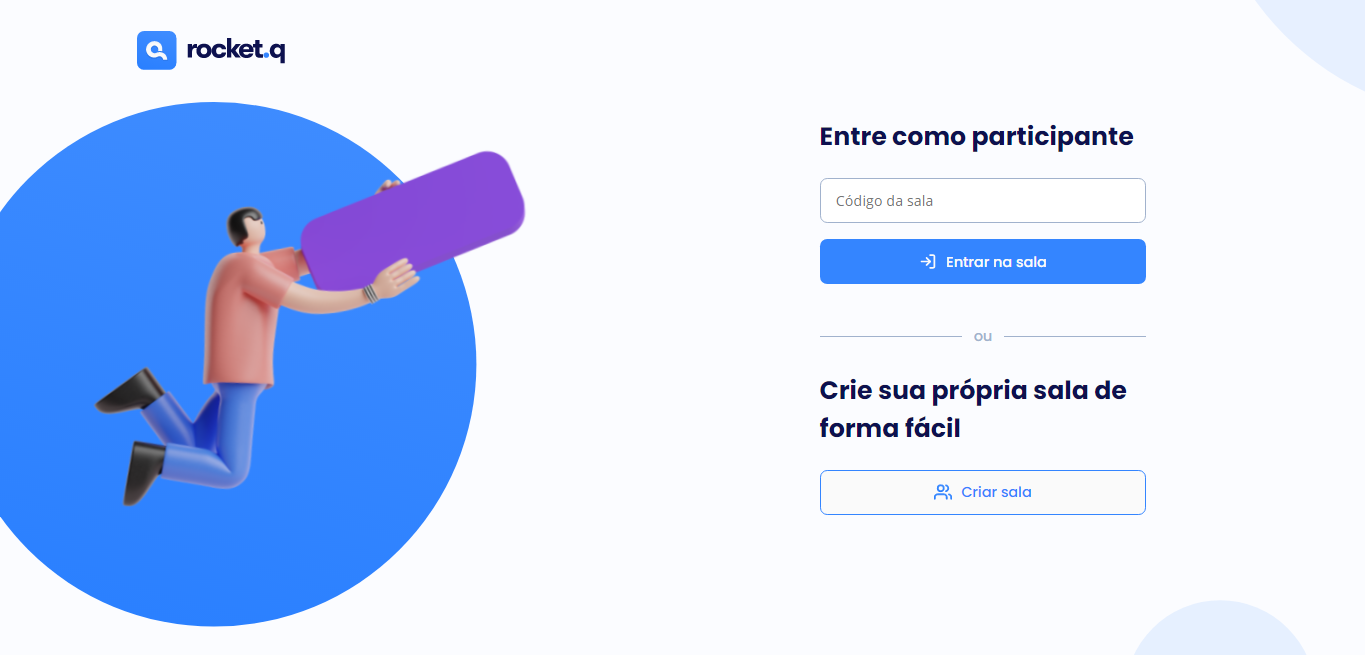 rocket.q
Entre como participante
Código da sala
Entrar na sala
ou
Crie sua própria sala de
forma fácil
Criar sala